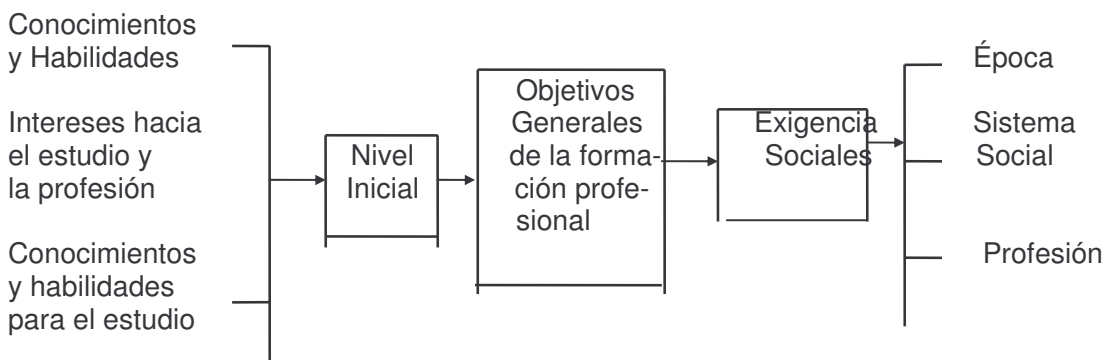 Conocimientos
y Habilidades
Intereses hacia
el estudio y
la profesión
Conocimientos
y habilidades
para el estudio
Nivel
Inicial
Objetivos
Generales
de la forma-
ción profe-
sional
Exigencia
Sociales
Época
Sistema
Social
Profesión